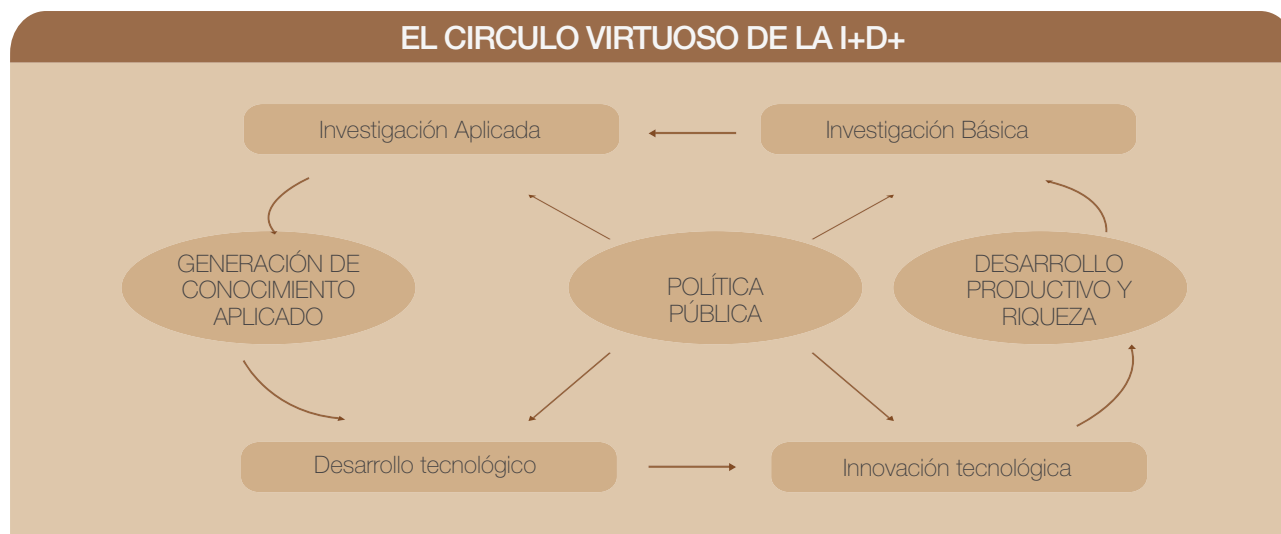 EL CIRCULO VIRTUOSO DE LA I+D+
Investigación Aplicada
Investigación Básica
GENERACIÓN DE
CONOCIMIENTO
APLICADO
POLÍTICA
PÚBLICA
DESARROLLO
PRODUCTIVO Y
RIQUEZA
Desarrollo tecnológico
Innovación tecnológica